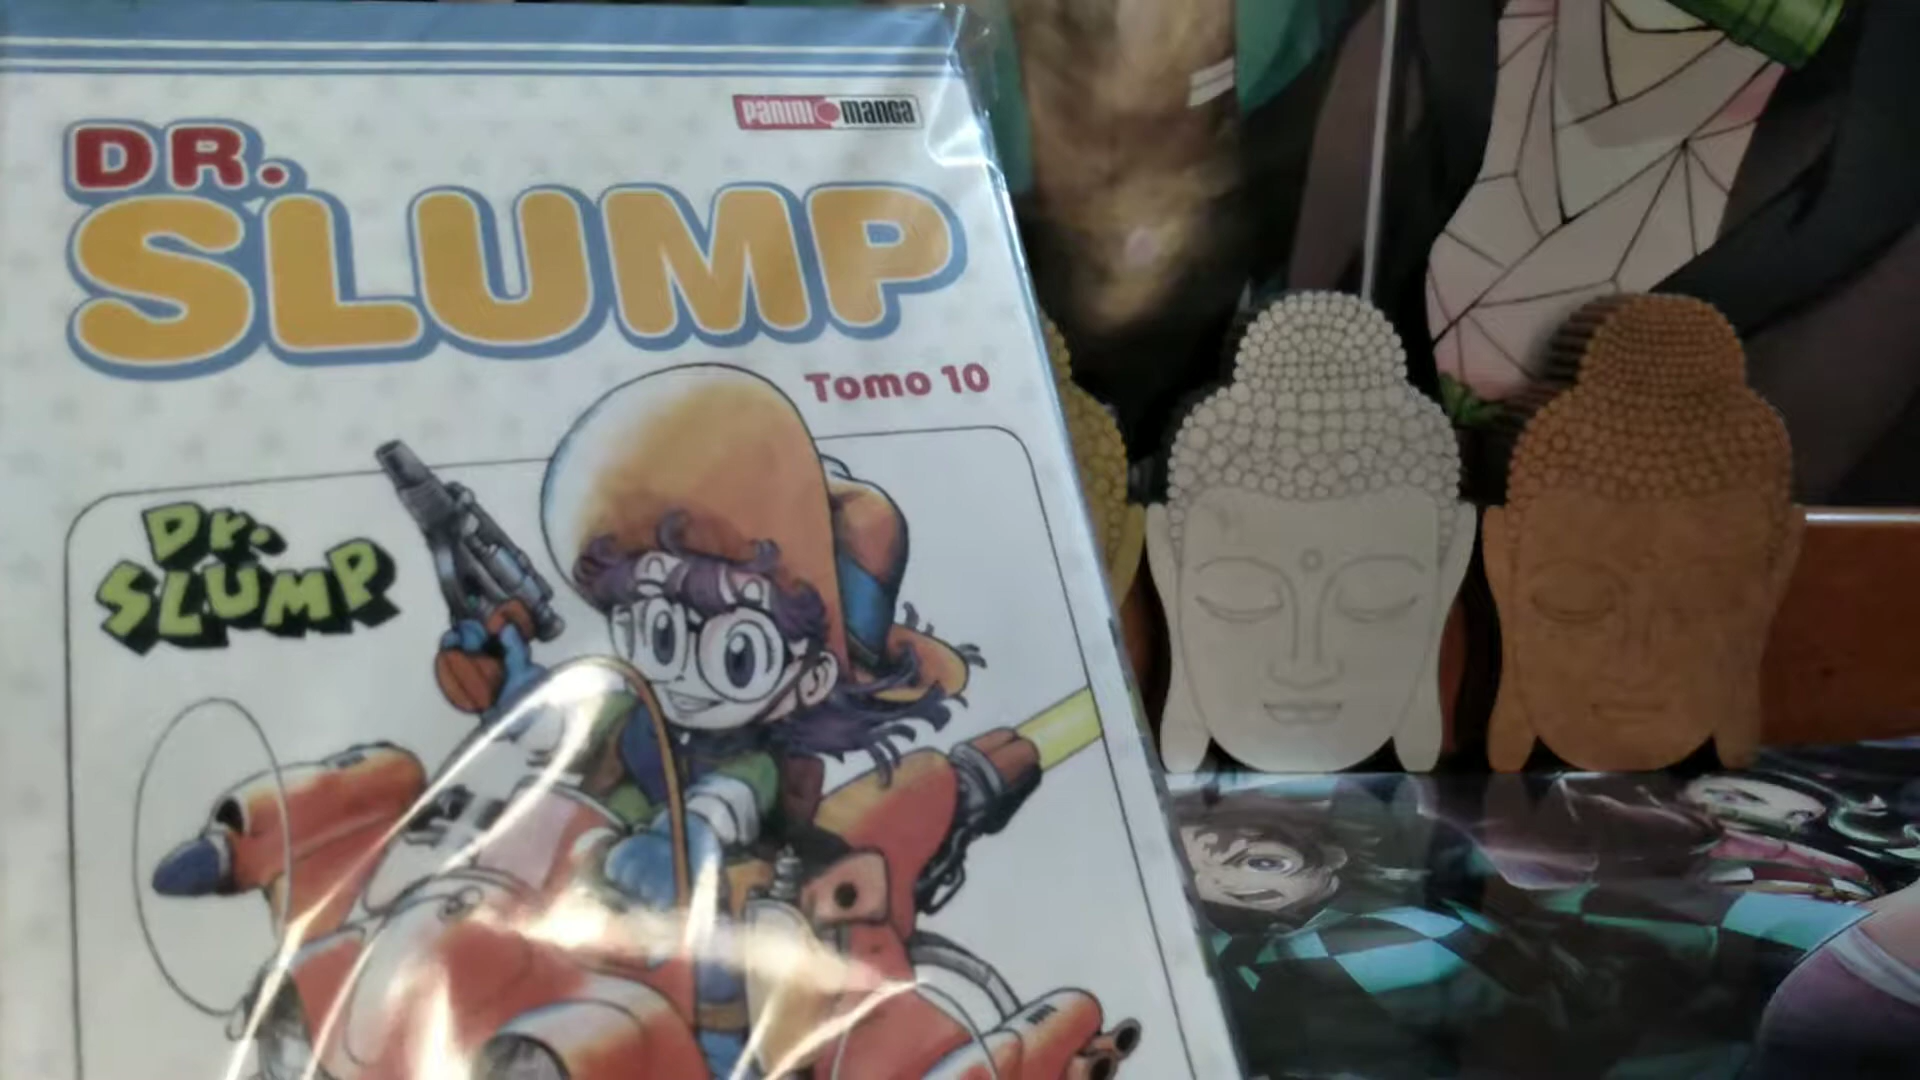 panini manga
DR.
SLUMP
Tomo 10
Dr.
SLUMP